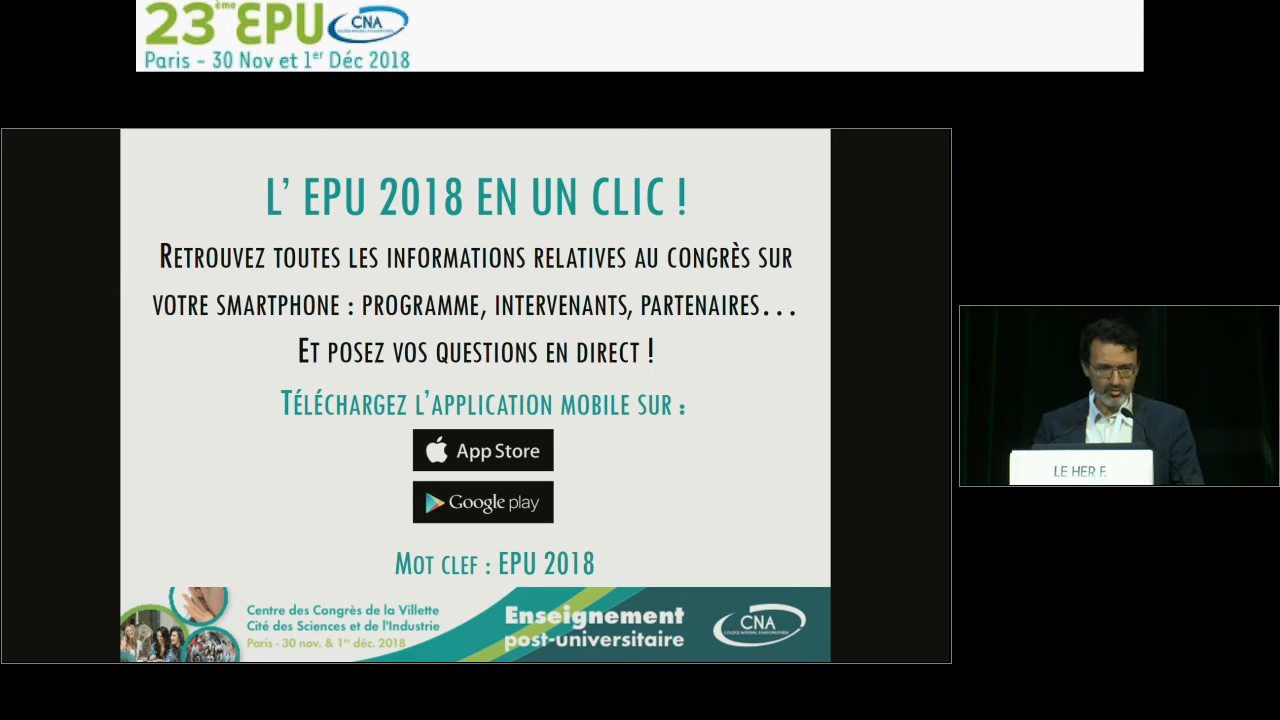 23ème EPU CNA
Paris - 30 Nov et 1er Déc 2018
L' EPU 2018 EN UN CLIC !
RETROUVEZ TOUTES LES INFORMATIONS RELATIVES AU CONGRÈS SUR
VOTRE SMARTPHONE : PROGRAMME, INTERVENANTS, PARTENAIRES...
ET POSEZ VOS QUESTIONS EN DIRECT !
TÉLÉCHARGEZ L'APPLICATION MOBILE SUR :
App Store
Google play
MOT CLEF : EPU 2018
Centre des Congrès de la Villette
Cité des Sciences et de l'Industrie
Paris - 30 nov. & 1er déc. 2018
Enseignement
post-universitaire
CNA
LE HER F.